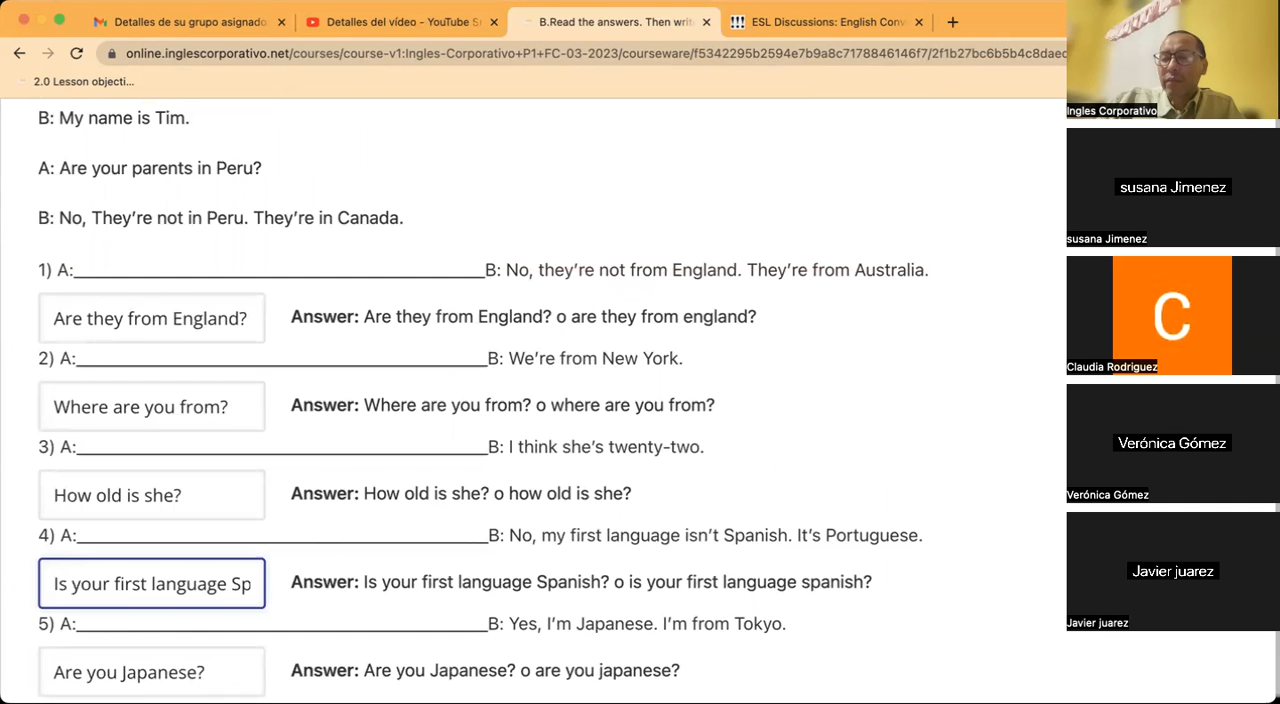 Detalles de su grupo asignado
Detalles del vídeo - YouTube S
B.Read the answers. Then writ
ESL Discussions: English Conv
online.inglescorporativo.net/courses/course-v1:Ingles-Corporativo+P1+FC-03-2023/courseware/f5342295b2594e7b9a8c7178846146f7/2f1b27bc6b5b4c8daec
2.0 Lesson objecti...
B: My name is Tim.
A: Are your parents in Peru?
B: No, They're not in Peru. They're in Canada.
1) A:__________________________________________B: No, they're not from England. They're from Australia.
Are they from England?
Answer: Are they from England? o are they from england?
2) A:__________________________________________B: We're from New York.
Where are you from?
Answer: Where are you from? o where are you from?
3) A:__________________________________________B: I think she's twenty-two.
How old is she?
Answer: How old is she? o how old is she?
4) A:__________________________________________B: No, my first language isn't Spanish. It's Portuguese.
Is your first language Sp
Answer: Is your first language Spanish? o is your first language spanish?
5) A:__________________________________________B: Yes, I'm Japanese. I'm from Tokyo.
Are you Japanese?
Answer: Are you Japanese? o are you japanese?
Ingles Corporativo
susana Jimenez
susana Jimenez
C
Claudia Rodriguez
Verónica Gómez
Verónica Gómez
Javier juarez
Javier juarez